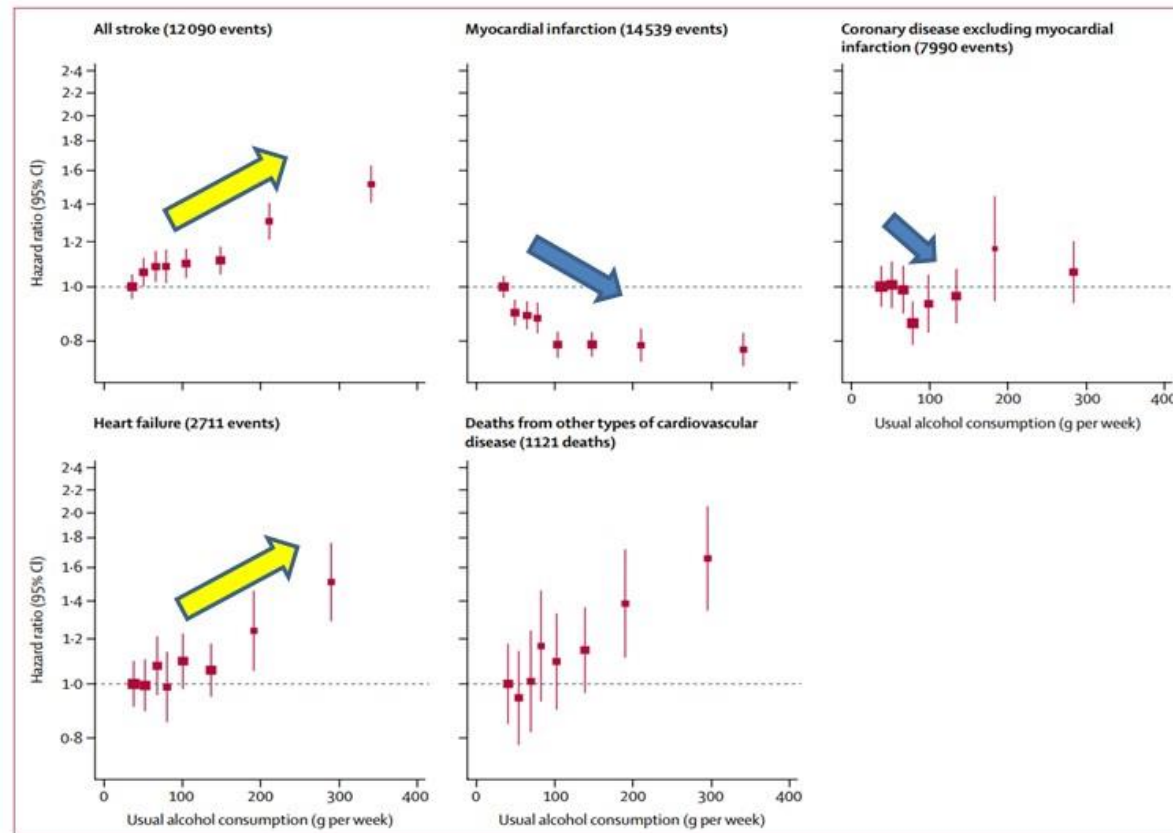 All stroke (12 090 events)
2·4
2·2
2·0
1·8
1·6
1·4
1·2
1·0
0·8
Hazard ratio (95% CI)
Myocardial infarction (14 539 events)
Coronary disease excluding myocardial
infarction (7990 events)
0 100 200 300 400
Usual alcohol consumption (g per week)
Heart failure (2711 events)
2·4
2·2
2·0
1·8
1·6
1·4
1·2
1·0
0·8
Hazard ratio (95% CI)
0 100 200 300 400
Usual alcohol consumption (g per week)
Deaths from other types of cardiovascular
disease (1121 deaths)
0 100 200 300 400
Usual alcohol consumption (g per week)